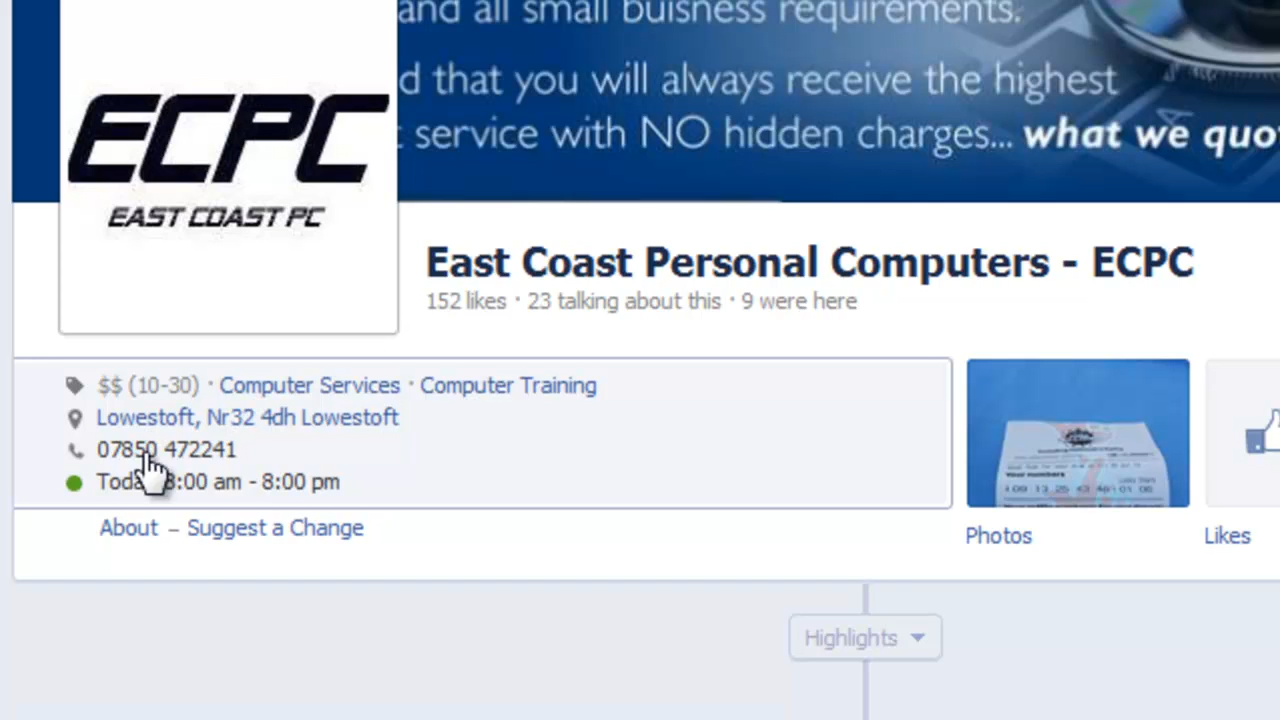 and all small buisness requirements.
d that you will always receive the highest
service with NO hidden charges... what we quo
ECPC
EAST COAST PC
East Coast Personal Computers - ECPC
152 likes · 23 talking about this · 9 were here
$$ (10-30) · Computer Services · Computer Training
Lowestoft, Nr32 4dh Lowestoft
07850 472241
Today 8:00 am - 8:00 pm
About – Suggest a Change
Photos
Likes
Highlights